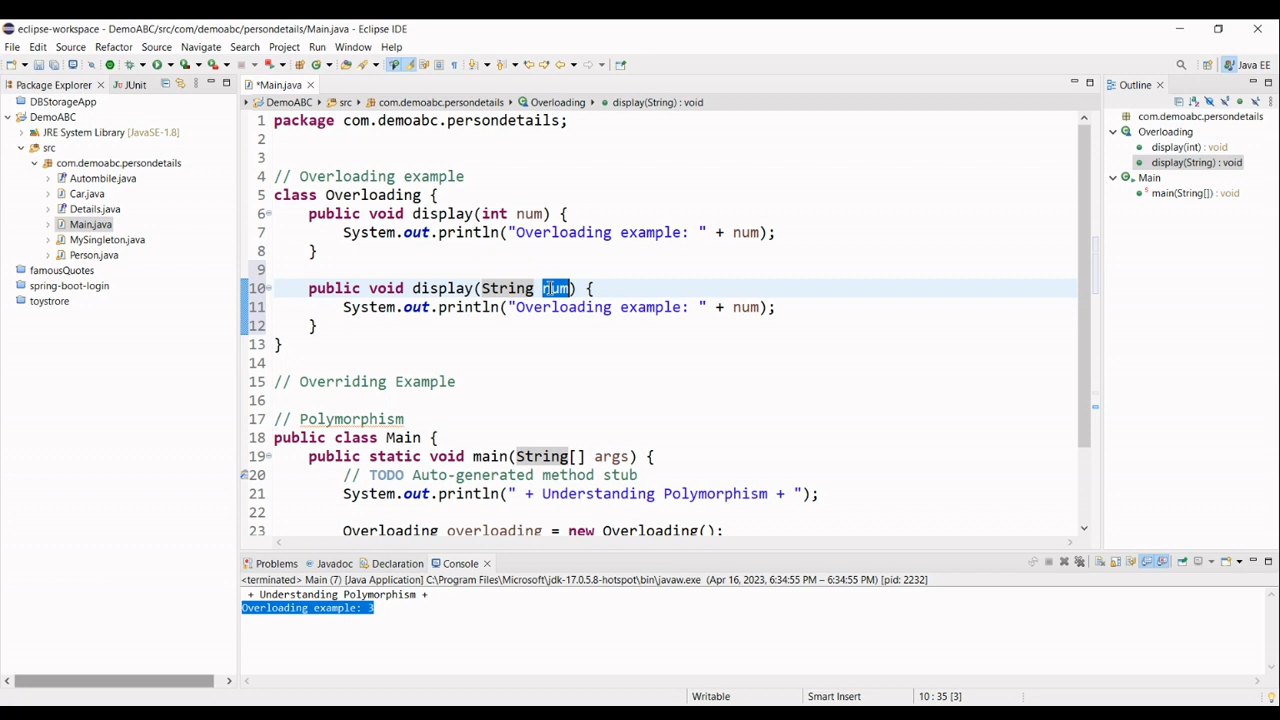 eclipse-workspace - DemoABC/src/com/demoabc/persondetails/Main.java - Eclipse IDE
File Edit Source Refactor Source Navigate Search Project Run Window Help
Java EE
Package Explorer JUnit
*Main.java
Outline
DemoABC src com.demoabc.persondetails Overloading display(String) : void
DBStorageApp
DemoABC
JRE System Library [JavaSE-1.8]
src
com.demoabc.persondetails
Autombile.java
Car.java
Details.java
Main.java
MySingleton.java
Person.java
famousQuotes
spring-boot-login
toystore
1 package com.demoabc.persondetails;
2
3
4 // Overloading example
5 class Overloading {
6 public void display(int num) {
7 System.out.println("Overloading example: " + num);
8 }
9
10 public void display(String num) {
11 System.out.println("Overloading example: " + num);
12 }
13 }
14
15 // Overriding Example
16
17 // Polymorphism
18 public class Main {
19 public static void main(String[] args) {
20 // TODO Auto-generated method stub
21 System.out.println(" + Understanding Polymorphism + ");
22
23 Overloading overloading = new Overloading();
com.demoabc.persondetails
Overloading
display(int) : void
display(String) : void
Main
main(String[]) : void
Problems Javadoc Declaration Console
<terminated> Main (7) [Java Application] C:\Program Files\Microsoft\jdk-17.0.5.8-hotspot\bin\javaw.exe (Apr 16, 2023, 6:34:55 PM – 6:34:55 PM) [pid: 2232]
+ Understanding Polymorphism +
Overloading example: 3
Writable Smart Insert 10 : 35 [3]